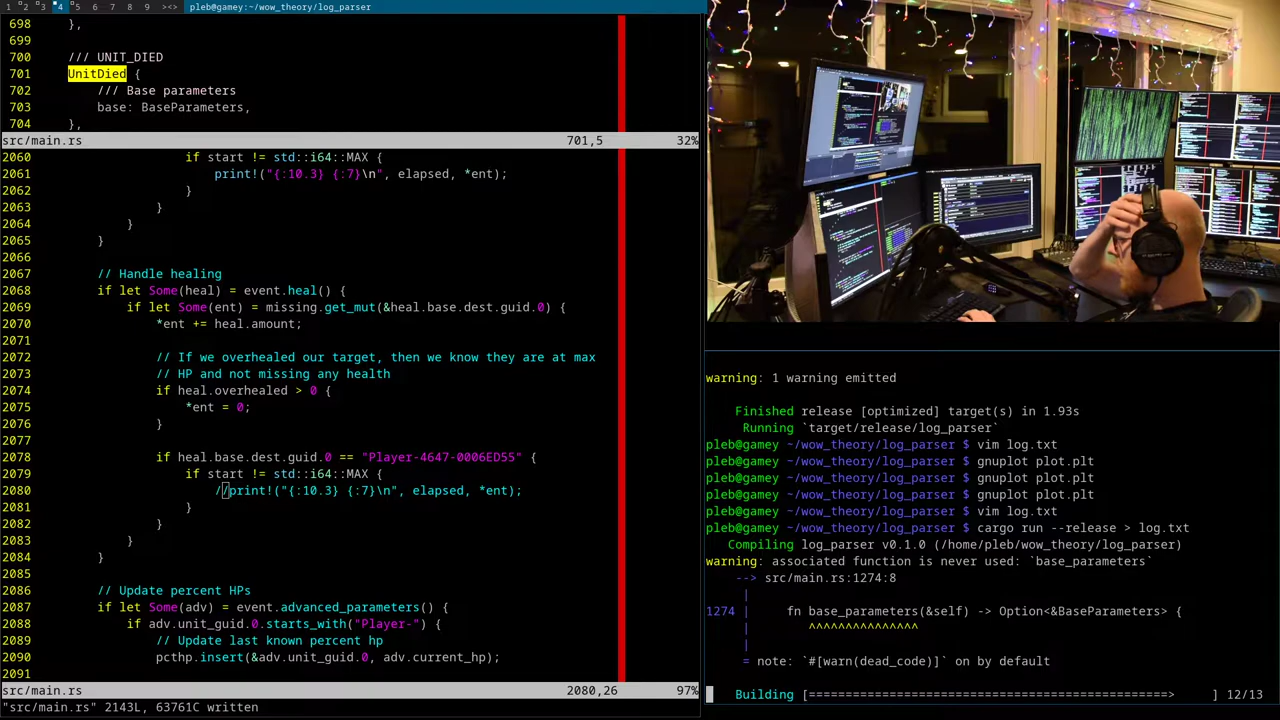 1 2 3 4 5 6 7 8 9 ><> pleb@gamey:~/wow_theory/log_parser
698 },
699
700 /// UNIT_DIED
701 UnitDied {
702 /// Base parameters
703 base: BaseParameters,
704 },
src/main.rs 701,5 32%
2060 if start != std::i64::MAX {
2061 print!("{:10.3} {:7}\n", elapsed, *ent);
2062 }
2063 }
2064 }
2065 }
2066
2067 // Handle healing
2068 if let Some(heal) = event.heal() {
2069 if let Some(ent) = missing.get_mut(&heal.base.dest.guid.0) {
2070 *ent += heal.amount;
2071
2072 // If we overhealed our target, then we know they are at max
2073 // HP and not missing any health
2074 if heal.overhealed > 0 {
2075 *ent = 0;
2076 }
2077
2078 if heal.base.dest.guid.0 == "Player-4647-0006ED55" {
2079 if start != std::i64::MAX {
2080 //print!("{:10.3} {:7}\n", elapsed, *ent);
2081 }
2082 }
2083 }
2084 }
2085
2086 // Update percent HPs
2087 if let Some(adv) = event.advanced_parameters() {
2088 if adv.unit_guid.0.starts_with("Player-") {
2089 // Update last known percent hp
2090 pcthp.insert(&adv.unit_guid.0, adv.current_hp);
2091
src/main.rs 2080,26 97%
"src/main.rs" 2143L, 63761C written
warning: 1 warning emitted
Finished release [optimized] target(s) in 1.93s
Running `target/release/log_parser`
pleb@gamey ~/wow_theory/log_parser $ vim log.txt
pleb@gamey ~/wow_theory/log_parser $ gnuplot plot.plt
pleb@gamey ~/wow_theory/log_parser $ gnuplot plot.plt
pleb@gamey ~/wow_theory/log_parser $ gnuplot plot.plt
pleb@gamey ~/wow_theory/log_parser $ vim log.txt
pleb@gamey ~/wow_theory/log_parser $ cargo run --release > log.txt
Compiling log_parser v0.1.0 (/home/pleb/wow_theory/log_parser)
warning: associated function is never used: `base_parameters`
--> src/main.rs:1274:8
|
1274 | fn base_parameters(&self) -> Option<&BaseParameters> {
| ^^^^^^^^^^^^^^^
|
= note: `#[warn(dead_code)]` on by default
Building [=================================================> ] 12/13